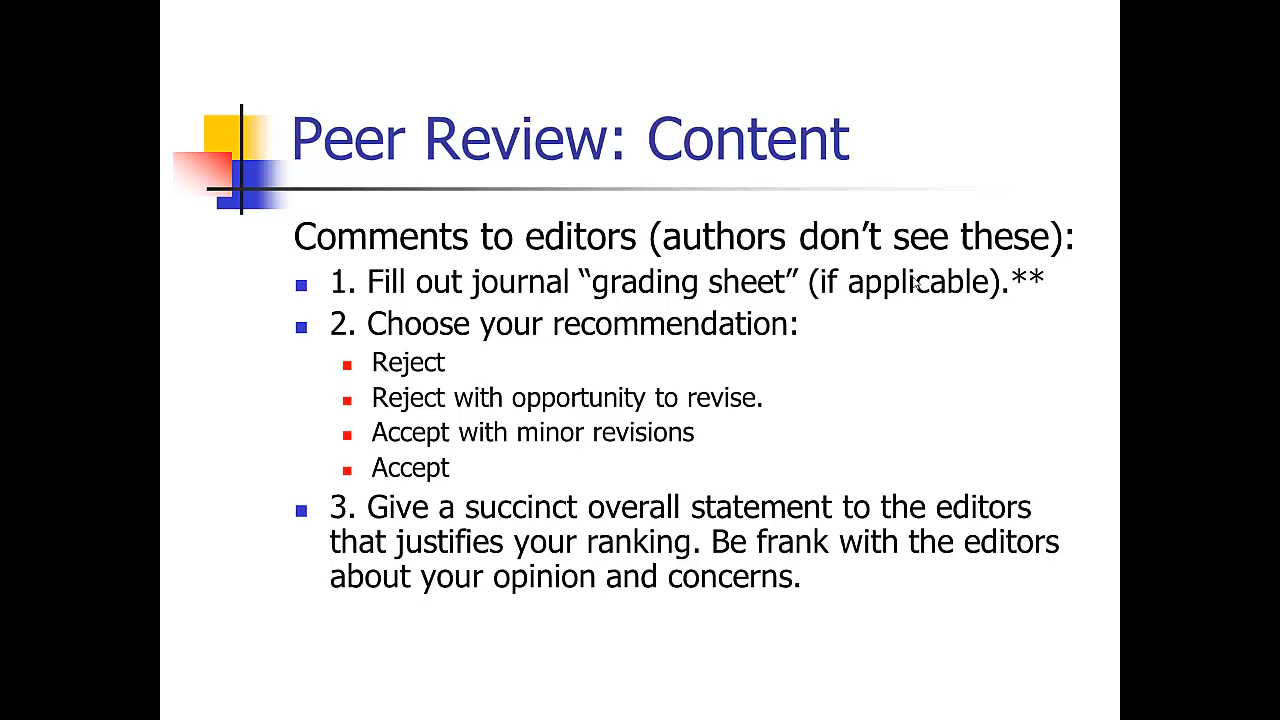 Peer Review: Content
Comments to editors (authors don’t see these):
1. Fill out journal “grading sheet” (if applicable).**
2. Choose your recommendation:
Reject
Reject with opportunity to revise.
Accept with minor revisions
Accept
3. Give a succinct overall statement to the editors
that justifies your ranking. Be frank with the editors
about your opinion and concerns.